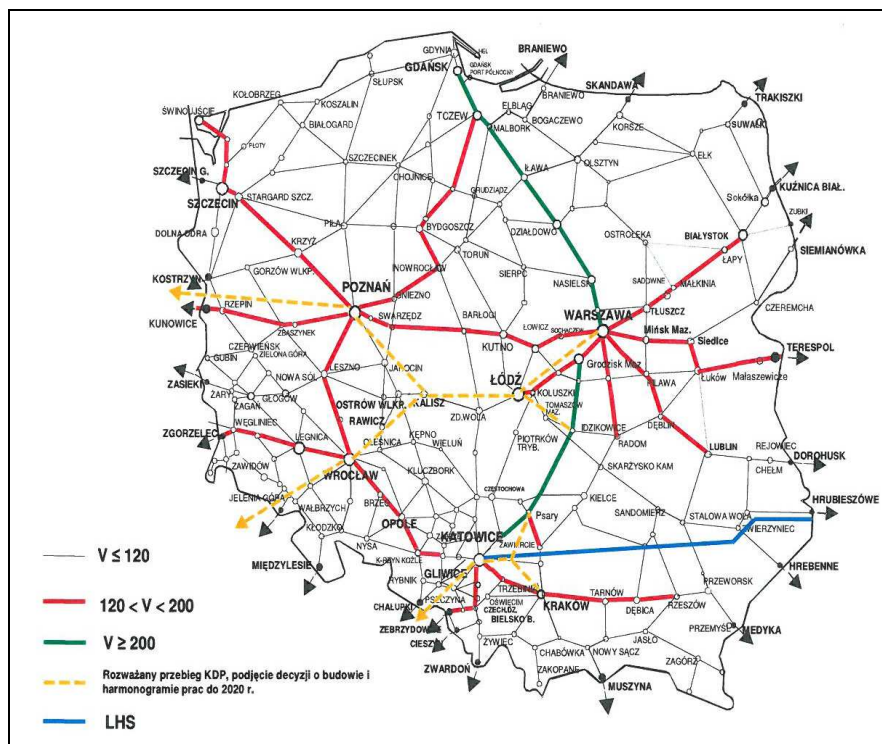 GDYNIA
HEL
GDAŃSK
GDAŃSK
PORT PÓŁNOCNY
BRANIEWO
SŁUPSK
BRANIEWO
SKANDAWA
TRAKISZKI
KOŁOBRZEG
KOSZALIN
ELBLĄG
ŚWINOUJŚCIE
BIAŁOGARD
TCZEW
MALBORK
BOGACZEWO
KORSZE
SUWAŁKI
PŁOTY
SZCZECINEK
CHOJNICE
IŁAWA
OLSZTYN
EŁK
SZCZECIN G.
SZCZECIN
STARGARD SZCZ.
GRUDZIĄDZ
Sokółka
KUŹNICA BIAŁ.
ZUBKI
DOLNA ODRA
PIŁA
BYDGOSZCZ
DZIAŁDOWO
OSTROŁĘKA
BIAŁYSTOK
SIEMIANÓWKA
KRZYŻ
TORUŃ
ŁAPY
KOSTRZYN
GORZÓW WLKP.
INOWROCŁAW
SIERPC
NASIELSK
SADOWNE
MAŁKINIA
POZNAŃ
GNIEZNO
WARSZAWA
TŁUSZCZ
CZEREMCHA
KUNOWICE
RZEPIN
SWARZĘDZ
BARŁOGI
ŁOWICZ
SOCHACZEW
Mińsk Maz.
ZBĄSZYNEK
KUTNO
Siedlce
TERESPOL
CZERWIEŃSK
GUBIN
ZIELONA GÓRA
LESZNO
JAROCIN
ŁÓDŹ
Grodzisk Maz.
ZASIEKI
NOWA SÓL
KOLUSZKI
PILAWA
Łuków
Małaszewicze
ŻARY
ŻAGAŃ
GŁOGÓW
OSTRÓW WLKP.
KALISZ
ZD.WOLA
TOMASZÓW
MAZ.
IDZIKOWICE
DĘBLIN
WĘGLINIEC
RAWICZ
ZGORZELEC
LEGNICA
OLEŚNICA
KĘPNO
WIELUŃ
PIOTRKÓW
TRYB.
RADOM
LUBLIN
REJOWIEC
DOROHUSK
ZAWIDÓW
WROCŁAW
KLUCZBORK
SKARŻYSKO KAM
CHEŁM
JELENIA GÓRA
CZĘSTOCHOWA
KIELCE
HRUBIESZÓW
WAŁBRZYCH
BRZEG
Psary
SANDOMIERZ
STALOWA WOLA
KŁODZKO
OPOLE
KATOWICE
ZWIERZYNIEC
NYSA
ZAWIERCIE
V ≤ 120
K-RZYN KOŹLE
GLIWICE
HREBENNE
MIĘDZYLESIE
RYBNIK
TRZEBINIA
TARNÓW
PRZEWORSK
120 < V < 200
PSZCZYNA
OŚWIĘCIM
KRAKÓW
DĘBICA
RZESZÓW
CHAŁUPKI
CZECH.DZ.
BIELSKO B.
PRZEMYŚL
MEDYKA
ZEBRZYDOWICE
V ≥ 200
CIESZYN
ŻYWIEC
CHABÓWKA
NOWY SĄCZ
JASŁO
ZAGÓRZ
ZWARDOŃ
ZAKOPANE
MUSZYNA
Rozważany przebieg KDP, podjęcie decyzji o budowie i
harmonogramie prac do 2020 r.
LHS